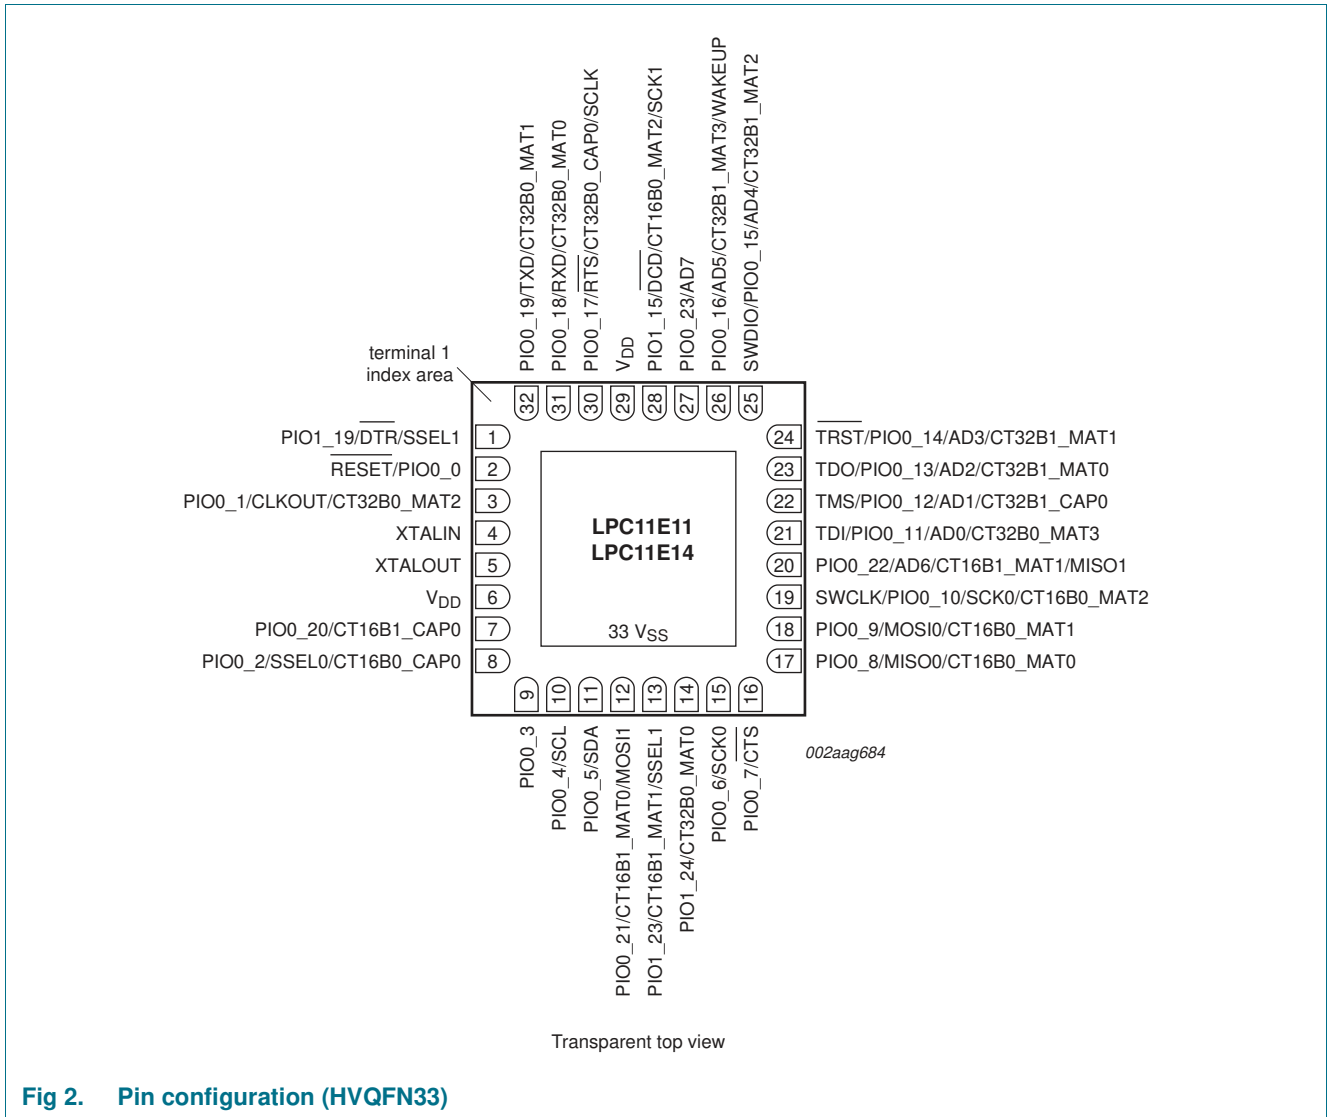 PIO0_19/TXD/CT32B0_MAT1
PIO0_18/RXD/CT32B0_MAT0
PIO0_17/RTS/CT32B0_CAP0/SCLK
VDD
PIO1_15/DCD/CT16B0_MAT2/SCK1
PIO0_23/AD7
PIO0_16/AD5/CT32B1_MAT3/WAKEUP
SWDIO/PIO0_15/AD4/CT32B1_MAT2
terminal 1
index area
32 31 30 29 28 27 26 25
PIO1_19/DTR/SSEL1 1
RESET/PIO0_0 2
PIO0_1/CLKOUT/CT32B0_MAT2 3
XTALIN 4
XTALOUT 5
VDD 6
PIO0_20/CT16B1_CAP0 7
PIO0_2/SSEL0/CT16B0_CAP0 8
LPC11E11
LPC11E14
33 VSS
24 TRST/PIO0_14/AD3/CT32B1_MAT1
23 TDO/PIO0_13/AD2/CT32B1_MAT0
22 TMS/PIO0_12/AD1/CT32B1_CAP0
21 TDI/PIO0_11/AD0/CT32B0_MAT3
20 PIO0_22/AD6/CT16B1_MAT1/MISO1
19 SWCLK/PIO0_10/SCK0/CT16B0_MAT2
18 PIO0_9/MOSI0/CT16B0_MAT1
17 PIO0_8/MISO0/CT16B0_MAT0
9 10 11 12 13 14 15 16
PIO0_3
PIO0_4/SCL
PIO0_5/SDA
PIO0_21/CT16B1_MAT0/MOSI1
PIO1_23/CT16B1_MAT1/SSEL1
PIO1_24/CT32B0_MAT0
PIO0_6/SCK0
PIO0_7/CTS
002aag684
Transparent top view
Fig 2. Pin configuration (HVQFN33)